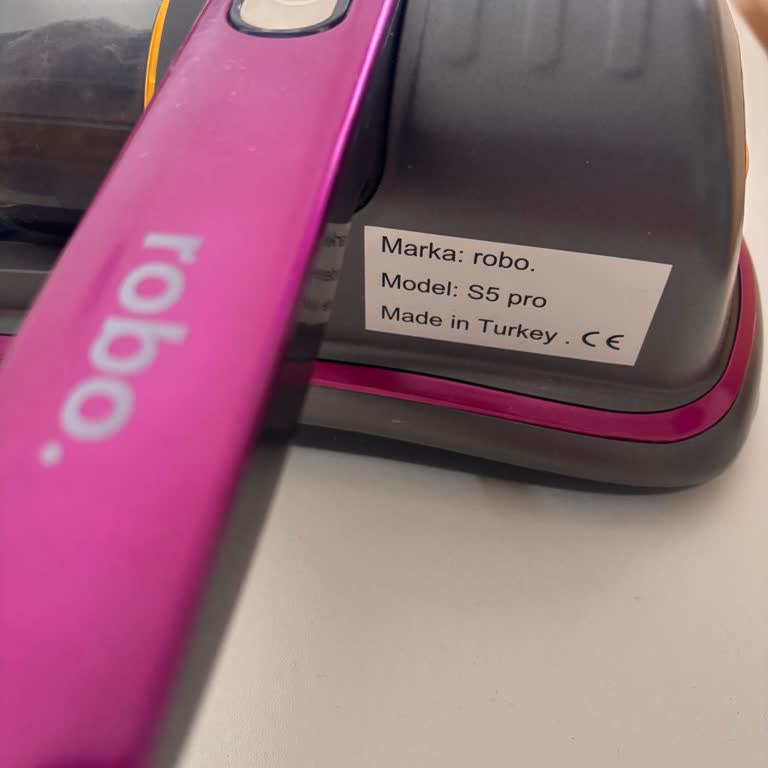 robo.
Marka: robo.
Model: S5 pro
Made in Turkey . CE